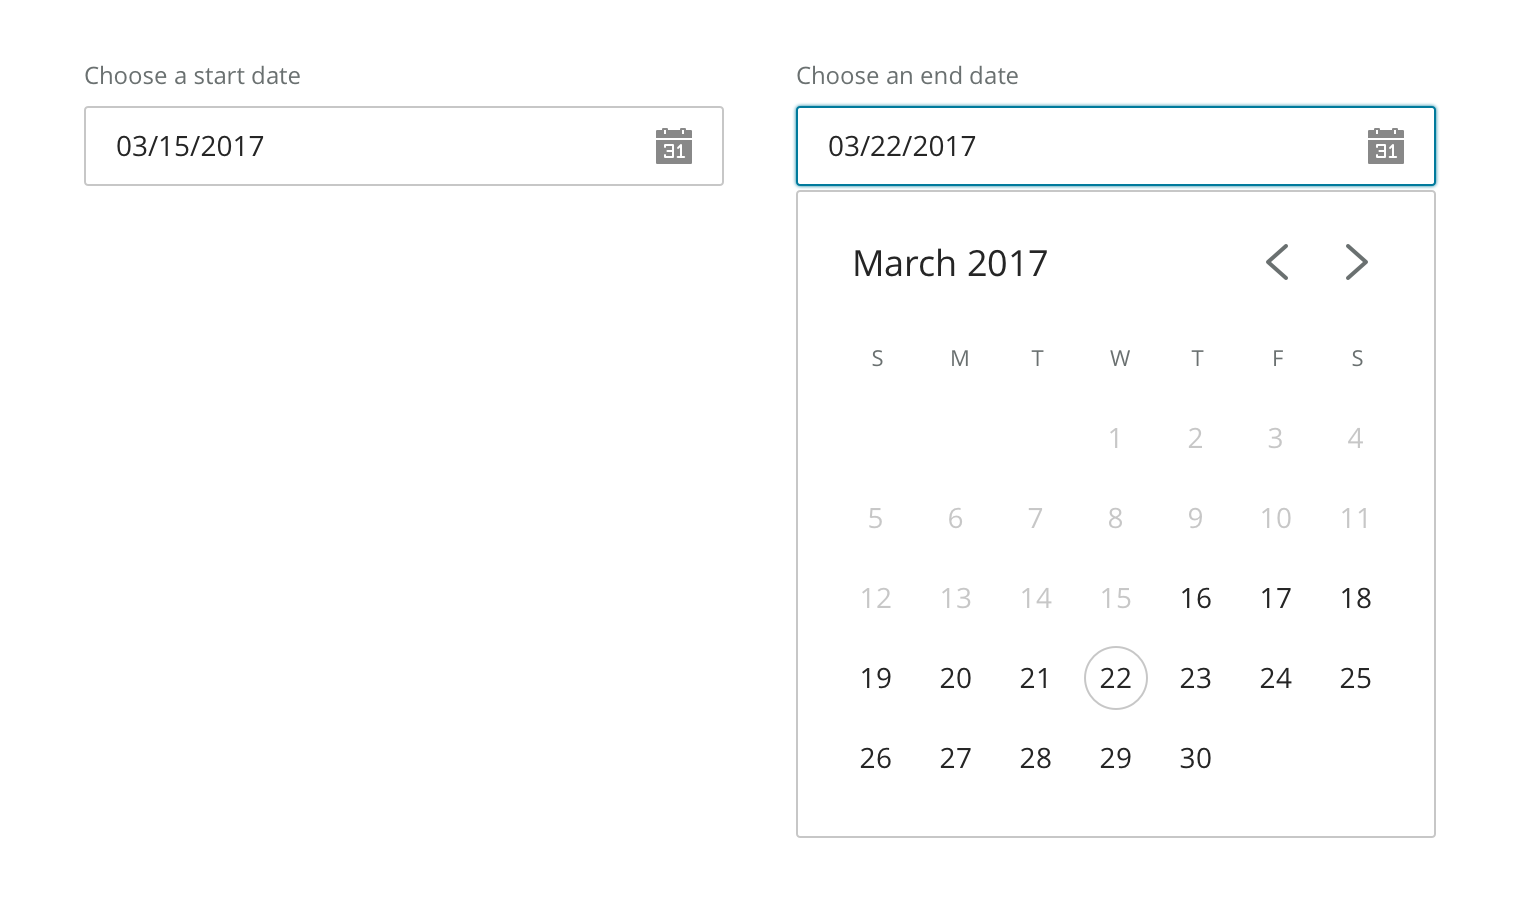 Choose a start date
03/15/2017
31
Choose an end date
03/22/2017
31
March 2017
S M T W T F S
1 2 3 4
5 6 7 8 9 10 11
12 13 14 15 16 17 18
19 20 21 22 23 24 25
26 27 28 29 30